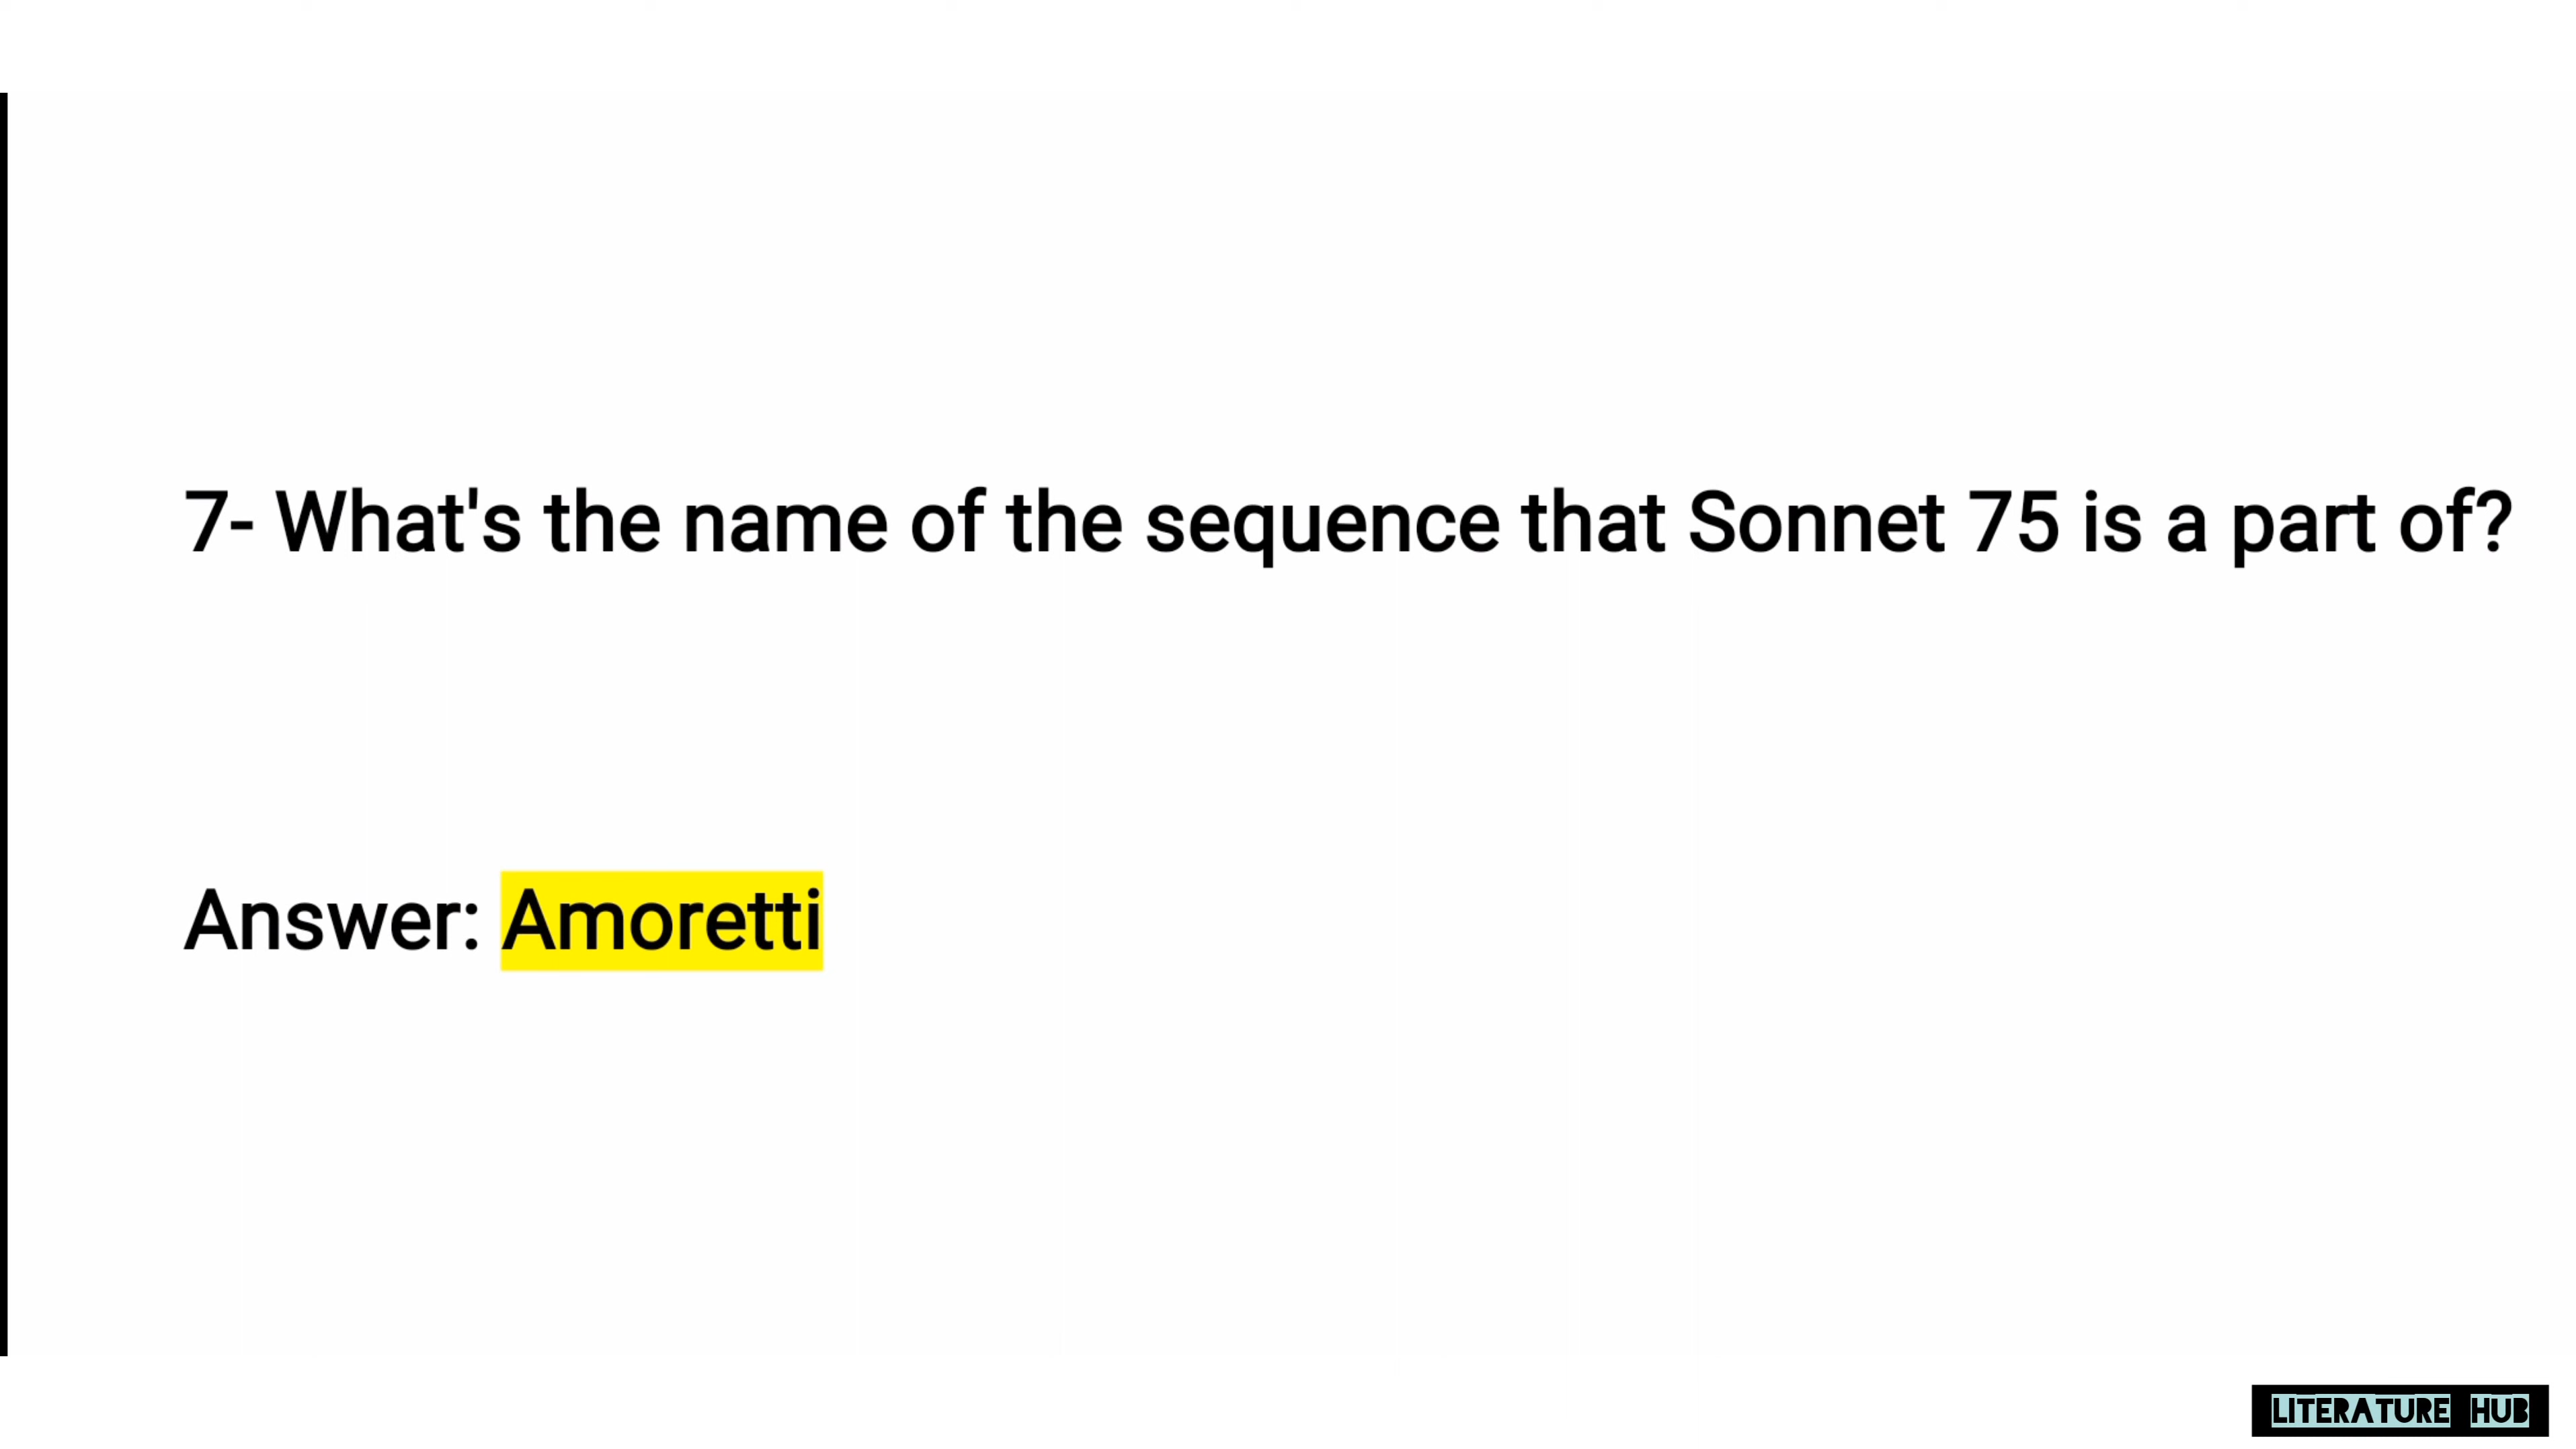 7- What's the name of the sequence that Sonnet 75 is a part of?
Answer: Amoretti
LITERATURE HUB